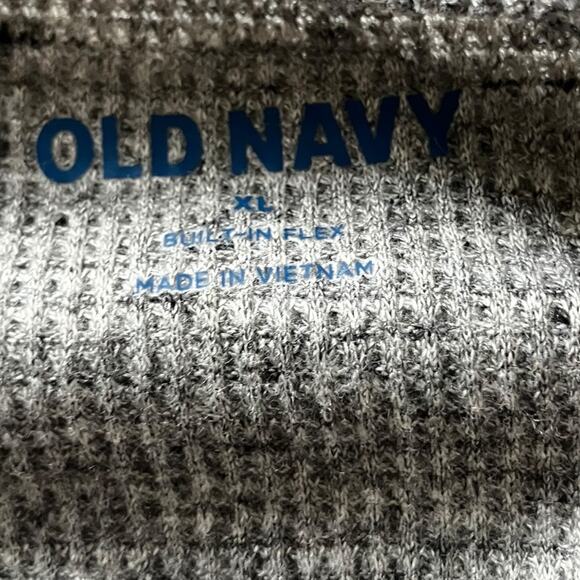 OLD NAVY
XL
BUILT-IN FLEX
MADE IN VIETNAM